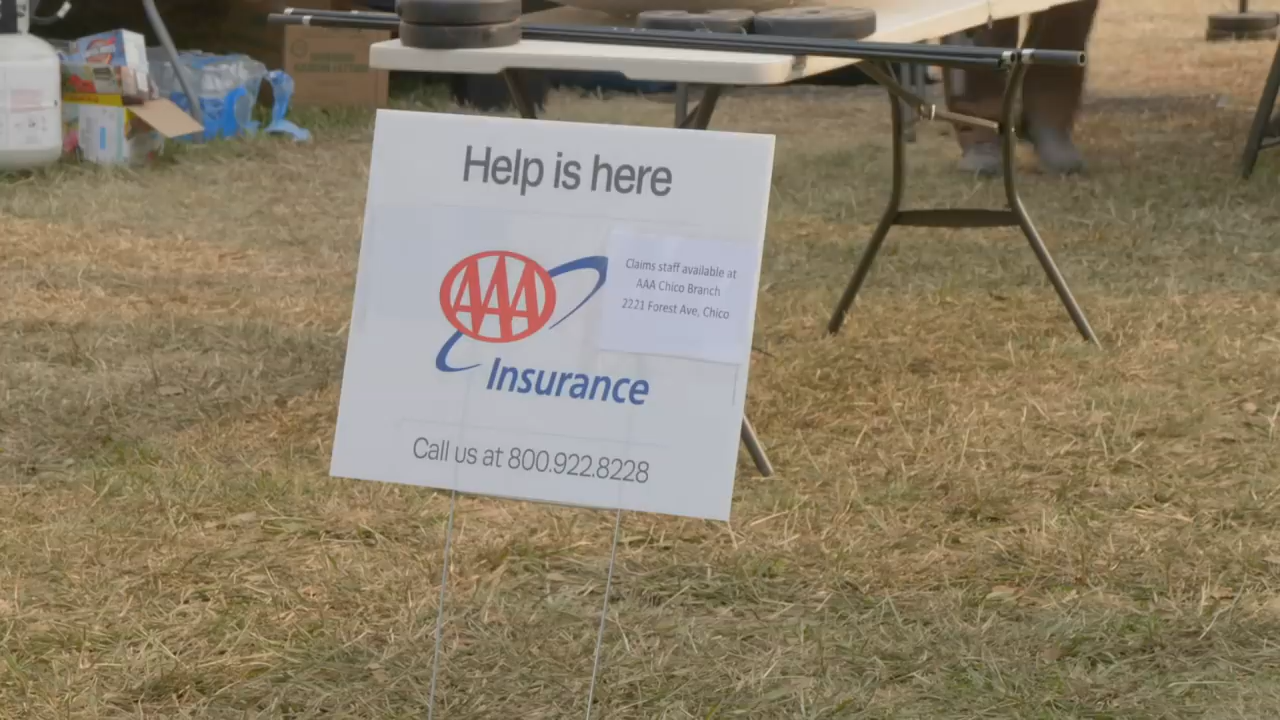 Help is here
AAA
Insurance
Claims staff available at
AAA Chico Branch
2221 Forest Ave, Chico
Call us at 800.922.8228